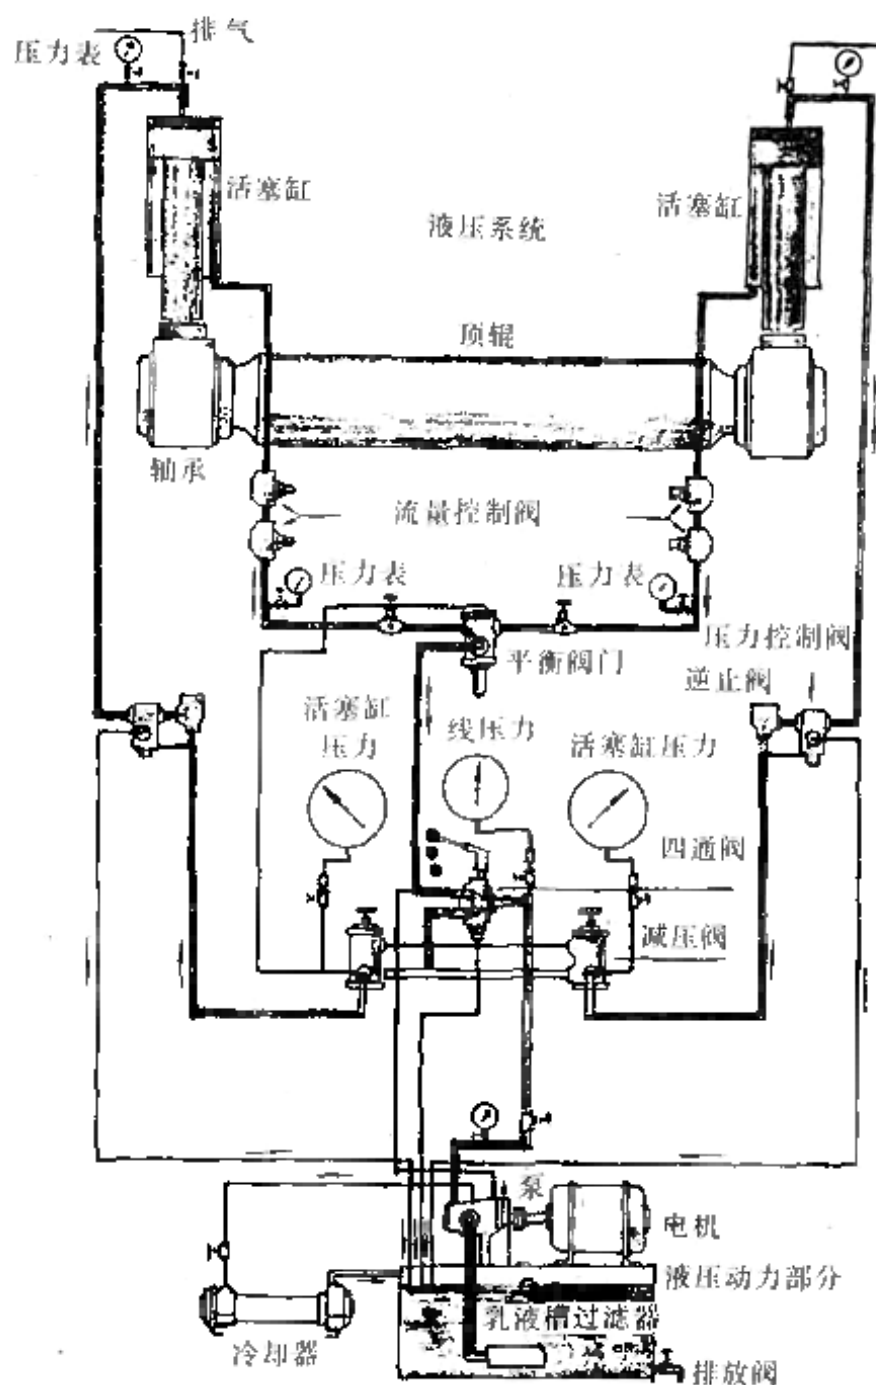 排气
压力表
活塞缸
活塞缸
液压系统
顶辊
轴承
流量控制阀
压力表
压力表
压力控制阀
平衡阀门
逆止阀
活塞缸
压力
线压力
活塞缸压力
四通阀
减压阀
泵
电机
液压动力部分
乳液槽过滤器
冷却器
排放阀